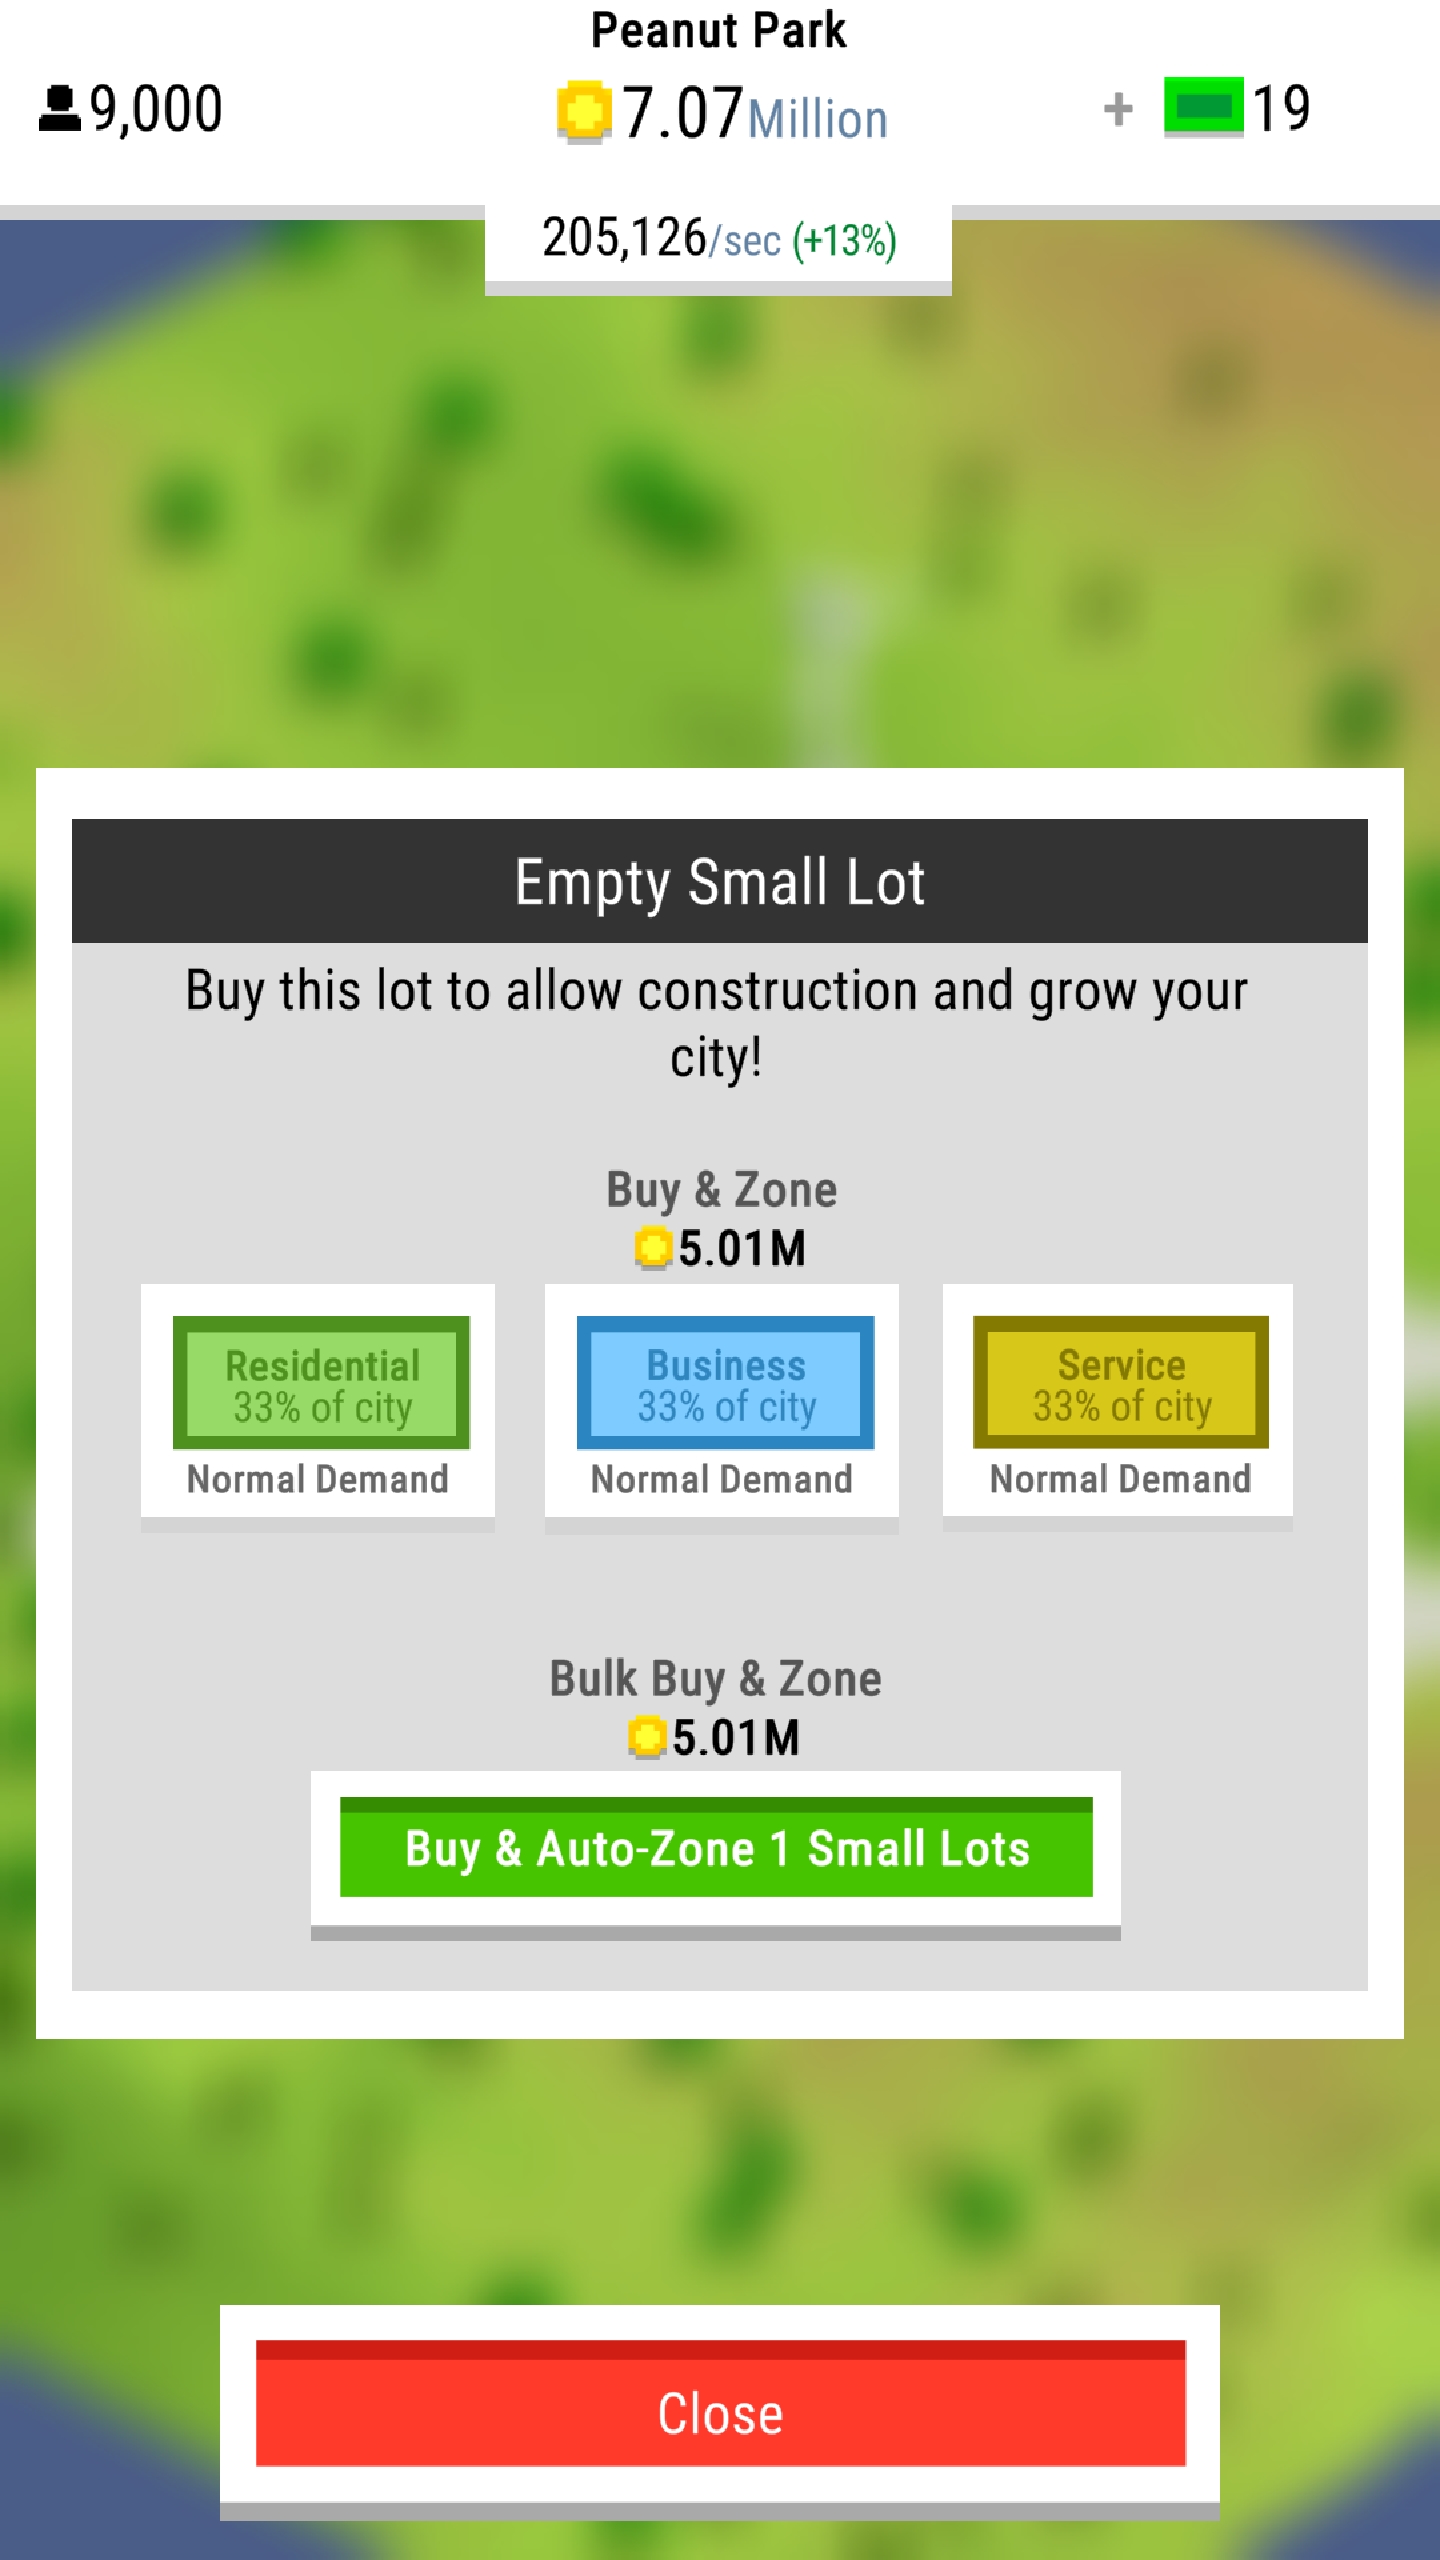 Peanut Park
9,000
7.07Million
+ 19
205,126/sec (+13%)
Empty Small Lot
Buy this lot to allow construction and grow your
city!
Buy & Zone
5.01M
Residential
33% of city
Normal Demand
Business
33% of city
Normal Demand
Service
33% of city
Normal Demand
Bulk Buy & Zone
5.01M
Buy & Auto-Zone 1 Small Lots
Close